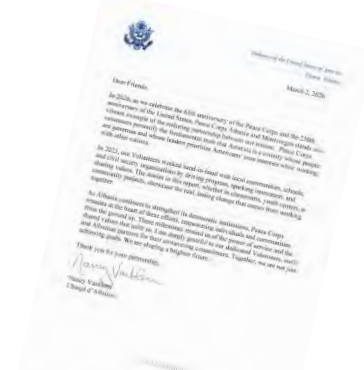 Embassy of the United States of America
Tirana, Albania
March 2, 2026
Dear Friends,
In 2026, as we celebrate the 65th anniversary of the Peace Corps and the 250th
anniversary of the United States, Peace Corps Albania and Montenegro stands as a
vibrant example of the enduring partnership between our nations. Peace Corps
volunteers personify the fundamental truth that America is a country whose people
are generous and whose leaders prioritize Americans' core interests when working
with other nations.
In 2025, our Volunteers worked hand-in-hand with local communities, schools,
and civil society organizations by driving progress, sparking innovation, and
sharing values. The stories in this report, whether in classrooms, youth centers, or
community projects, showcase the real, lasting change that comes from working
together.
As Albania continues to strengthen its democratic institutions, Peace Corps
remains at the heart of these efforts, empowering individuals and communities
from the ground up. These milestones remind us of the power of service and the
shared values that unite us. I am deeply grateful to our dedicated Volunteers, staff,
and Albanian partners for their unwavering commitment. Together, we are not just
achieving goals. We are shaping a brighter future.
Thank you for your partnership.
Nancy VanHorn
Chargé d'Affaires